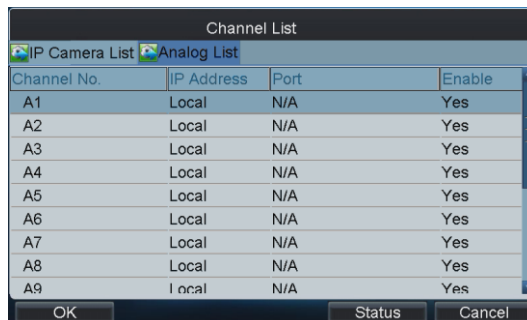 Channel List
IP Camera List Analog List
Channel No. IP Address Port Enable
A1 Local N/A Yes
A2 Local N/A Yes
A3 Local N/A Yes
A4 Local N/A Yes
A5 Local N/A Yes
A6 Local N/A Yes
A7 Local N/A Yes
A8 Local N/A Yes
A9 Local N/A Yes
OK Status Cancel